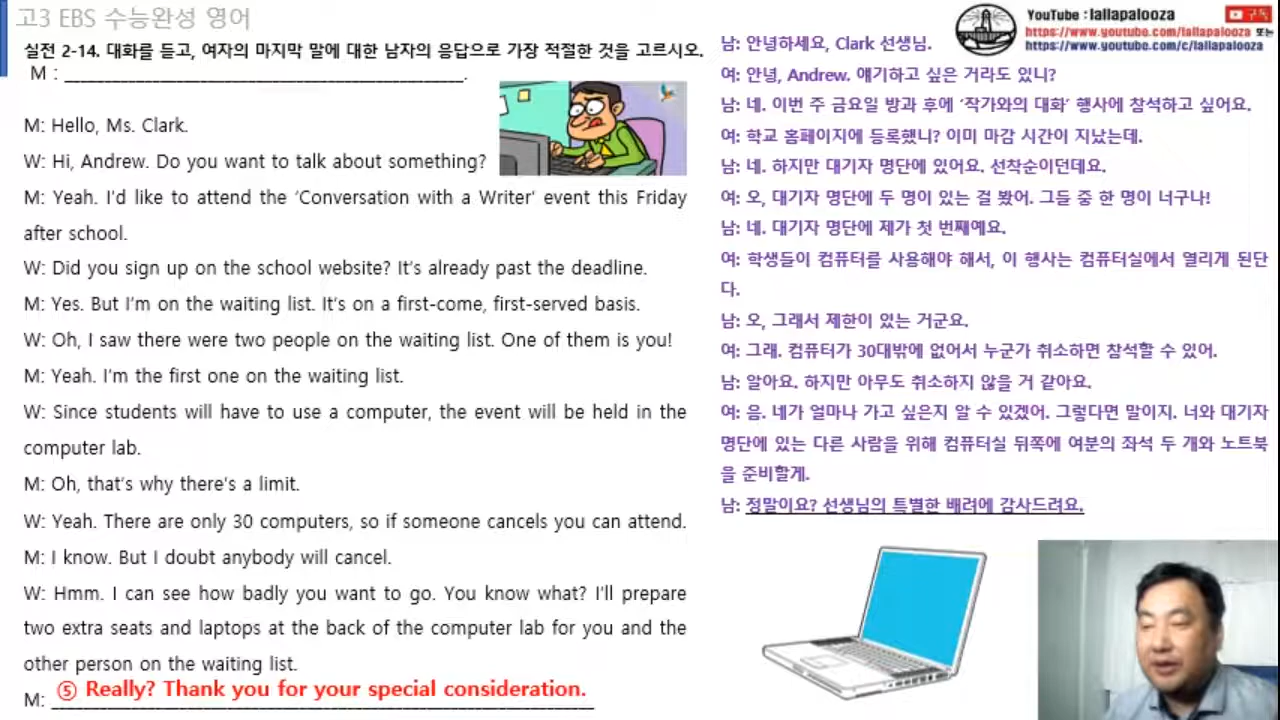 고3 EBS 수능완성 영어
실전 2-14. 대화를 듣고, 여자의 마지막 말에 대한 남자의 응답으로 가장 적절한 것을 고르시오.
M : ______________________________________________.
M: Hello, Ms. Clark.
W: Hi, Andrew. Do you want to talk about something?
M: Yeah. I'd like to attend the ‘Conversation with a Writer’ event this Friday
after school.
W: Did you sign up on the school website? It’s already past the deadline.
M: Yes. But I’m on the waiting list. It’s on a first-come, first-served basis.
W: Oh, I saw there were two people on the waiting list. One of them is you!
M: Yeah. I’m the first one on the waiting list.
W: Since students will have to use a computer, the event will be held in the
computer lab.
M: Oh, that’s why there’s a limit.
W: Yeah. There are only 30 computers, so if someone cancels you can attend.
M: I know. But I doubt anybody will cancel.
W: Hmm. I can see how badly you want to go. You know what? I’ll prepare
two extra seats and laptops at the back of the computer lab for you and the
other person on the waiting list.
M: ⑤ Really? Thank you for your special consideration.
YouTube : lallapalooza 구독
https://www.youtube.com/lallapalooza 또는
https://www.youtube.com/c/lallapalooza
남: 안녕하세요, Clark 선생님.
여: 안녕, Andrew. 얘기하고 싶은 거라도 있니?
남: 네. 이번 주 금요일 방과 후에 ‘작가와의 대화’ 행사에 참석하고 싶어요.
여: 학교 홈페이지에 등록했니? 이미 마감 시간이 지났는데.
남: 네. 하지만 대기자 명단에 있어요. 선착순이던데요.
여: 오, 대기자 명단에 두 명이 있는 걸 봤어. 그들 중 한 명이 너구나!
남: 네. 대기자 명단에 제가 첫 번째예요.
여: 학생들이 컴퓨터를 사용해야 해서, 이 행사는 컴퓨터실에서 열리게 된단
다.
남: 오, 그래서 제한이 있는 거군요.
여: 그래. 컴퓨터가 30대밖에 없어서 누군가 취소하면 참석할 수 있어.
남: 알아요. 하지만 아무도 취소하지 않을 거 같아요.
여: 음. 네가 얼마나 가고 싶은지 알 수 있겠어. 그렇다면 말이지. 너와 대기자
명단에 있는 다른 사람을 위해 컴퓨터실 뒤쪽에 여분의 좌석 두 개와 노트북
을 준비할게.
남: 정말이요? 선생님의 특별한 배려에 감사드려요.